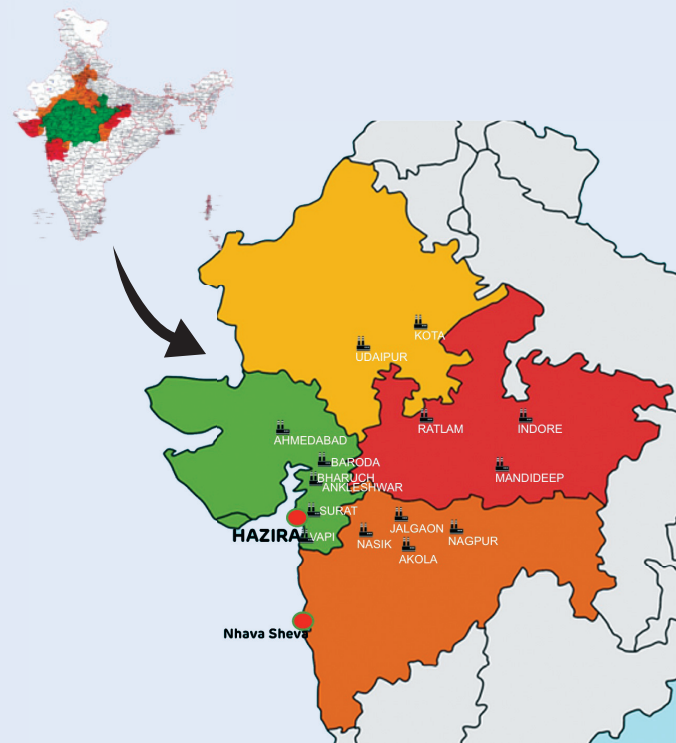 KOTA
UDAIPUR
RATLAM
INDORE
AHMEDABAD
BARODA
BHARUCH
MANDIDEEP
ANKLESHWAR
SURAT
JALGAON
NAGPUR
HAZIRA
VAPI
NASIK
AKOLA
Nhava Sheva